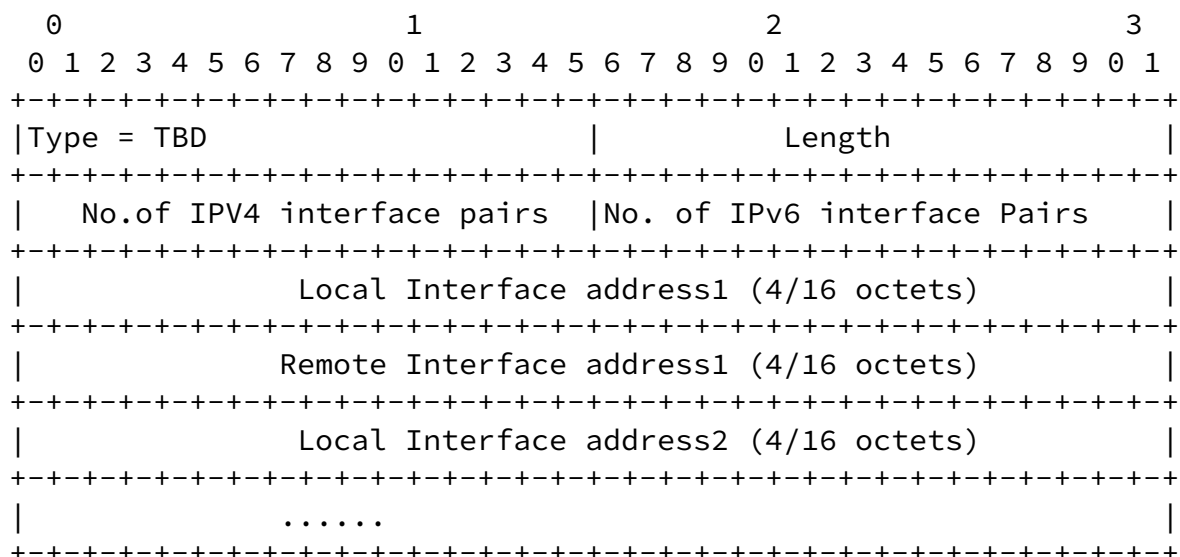 0                   1                   2                   3
 0 1 2 3 4 5 6 7 8 9 0 1 2 3 4 5 6 7 8 9 0 1 2 3 4 5 6 7 8 9 0 1
+-+-+-+-+-+-+-+-+-+-+-+-+-+-+-+-+-+-+-+-+-+-+-+-+-+-+-+-+-+-+-+-+
|Type = TBD                     |          Length               |
+-+-+-+-+-+-+-+-+-+-+-+-+-+-+-+-+-+-+-+-+-+-+-+-+-+-+-+-+-+-+-+-+
|   No.of IPV4 interface pairs  |No. of IPv6 interface Pairs    |
+-+-+-+-+-+-+-+-+-+-+-+-+-+-+-+-+-+-+-+-+-+-+-+-+-+-+-+-+-+-+-+-+
|               Local Interface address1 (4/16 octets)          |
+-+-+-+-+-+-+-+-+-+-+-+-+-+-+-+-+-+-+-+-+-+-+-+-+-+-+-+-+-+-+-+-+
|              Remote Interface address1 (4/16 octets)          |
+-+-+-+-+-+-+-+-+-+-+-+-+-+-+-+-+-+-+-+-+-+-+-+-+-+-+-+-+-+-+-+-+
|               Local Interface address2 (4/16 octets)          |
+-+-+-+-+-+-+-+-+-+-+-+-+-+-+-+-+-+-+-+-+-+-+-+-+-+-+-+-+-+-+-+-+
|              ......                                           |
+-+-+-+-+-+-+-+-+-+-+-+-+-+-+-+-+-+-+-+-+-+-+-+-+-+-+-+-+-+-+-+-+